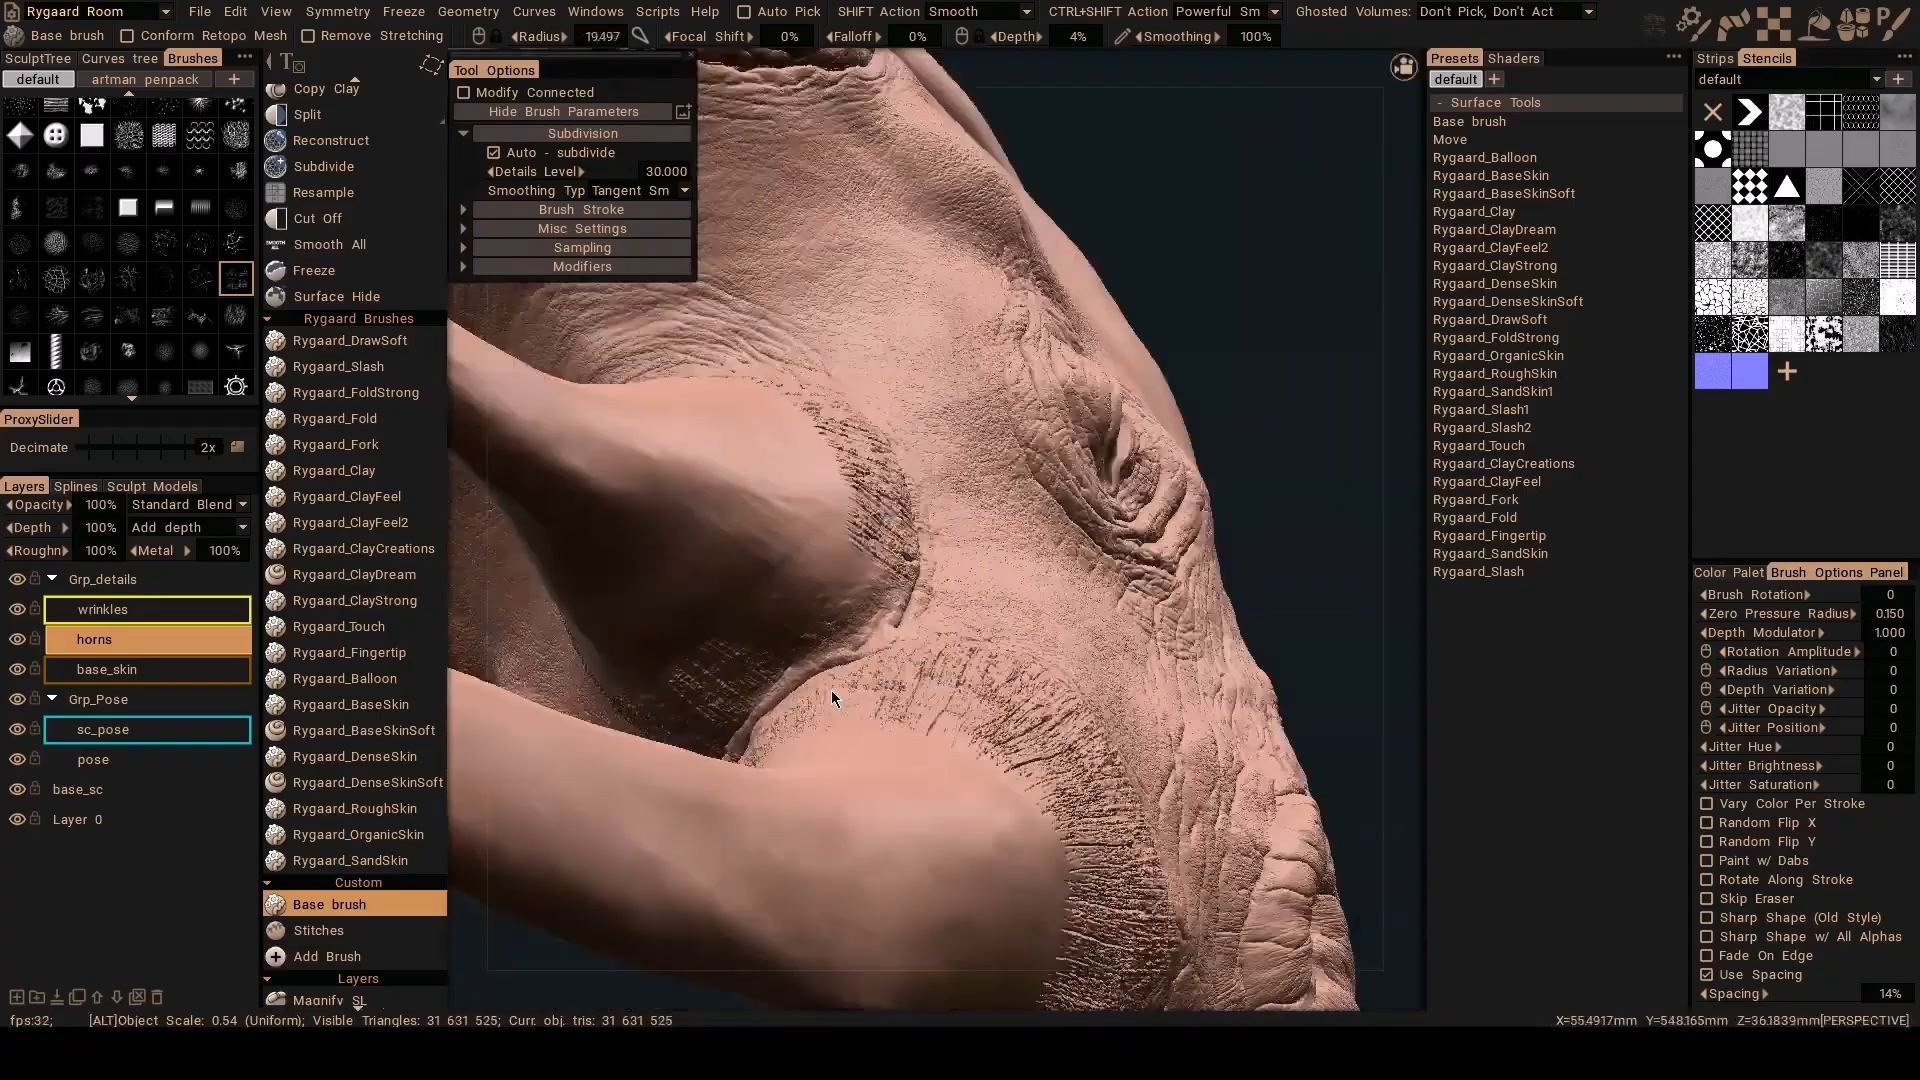 Rygaard Room File Edit View Symmetry Freeze Geometry Curves Windows Scripts Help Auto Pick SHIFT Action Smooth CTRL+SHIFT Action Powerful Sm Ghosted Volumes: Don't Pick, Don't Act
Base brush Conform Retopo Mesh Remove Stretching Radius 19,497 Focal Shift 0% Falloff 0% Depth 4% Smoothing 100%
SculptTree Curves tree Brushes
default artman penpack +
ProxySlider
Decimate 2x
Layers Splines Sculpt Models
Opacity 100% Standard Blend
Depth 100% Add depth
Roughn 100% Metal 100%
Grp_details
wrinkles
horns
base_skin
Grp_Pose
sc_pose
pose
base_sc
Layer 0
Copy Clay
Split
Reconstruct
Subdivide
Resample
Cut Off
SMOOTH ALL Smooth All
Freeze
Surface Hide
Rygaard Brushes
Rygaard_DrawSoft
Rygaard_Slash
Rygaard_FoldStrong
Rygaard_Fold
Rygaard_Fork
Rygaard_Clay
Rygaard_ClayFeel
Rygaard_ClayFeel2
Rygaard_ClayCreations
Rygaard_ClayDream
Rygaard_ClayStrong
Rygaard_Touch
Rygaard_Fingertip
Rygaard_Balloon
Rygaard_BaseSkin
Rygaard_BaseSkinSoft
Rygaard_DenseSkin
Rygaard_DenseSkinSoft
Rygaard_RoughSkin
Rygaard_OrganicSkin
Rygaard_SandSkin
Custom
Base brush
Stitches
Add Brush
Layers
Magnify SL
Tool Options
Modify Connected
Hide Brush Parameters
Subdivision
Auto - subdivide
Details Level 30.000
Smoothing Typ Tangent Sm
Brush Stroke
Misc Settings
Sampling
Modifiers
Presets Shaders
default +
- Surface Tools
Base brush
Move
Rygaard_Balloon
Rygaard_BaseSkin
Rygaard_BaseSkinSoft
Rygaard_Clay
Rygaard_ClayDream
Rygaard_ClayFeel2
Rygaard_ClayStrong
Rygaard_DenseSkin
Rygaard_DenseSkinSoft
Rygaard_DrawSoft
Rygaard_FoldStrong
Rygaard_OrganicSkin
Rygaard_RoughSkin
Rygaard_SandSkin1
Rygaard_Slash1
Rygaard_Slash2
Rygaard_Touch
Rygaard_ClayCreations
Rygaard_ClayFeel
Rygaard_Fork
Rygaard_Fold
Rygaard_Fingertip
Rygaard_SandSkin
Rygaard_Slash
Strips Stencils
default +
Color Palet Brush Options Panel
Brush Rotation 0
Zero Pressure Radius 0.150
Depth Modulator 1.000
Rotation Amplitude 0
Radius Variation 0
Depth Variation 0
Jitter Opacity 0
Jitter Position 0
Jitter Hue 0
Jitter Brightness 0
Jitter Saturation 0
Vary Color Per Stroke
Random Flip X
Random Flip Y
Paint w/ Dabs
Rotate Along Stroke
Skip Eraser
Sharp Shape (Old Style)
Sharp Shape w/ All Alphas
Fade On Edge
Use Spacing
Spacing 14%
fps:32; [ALT]Object Scale: 0.54 (Uniform); Visible Triangles: 31 631 525; Curr. obj. tris: 31 631 525 X=55.4917mm Y=548.165mm Z=36.1839mm[PERSPECTIVE]